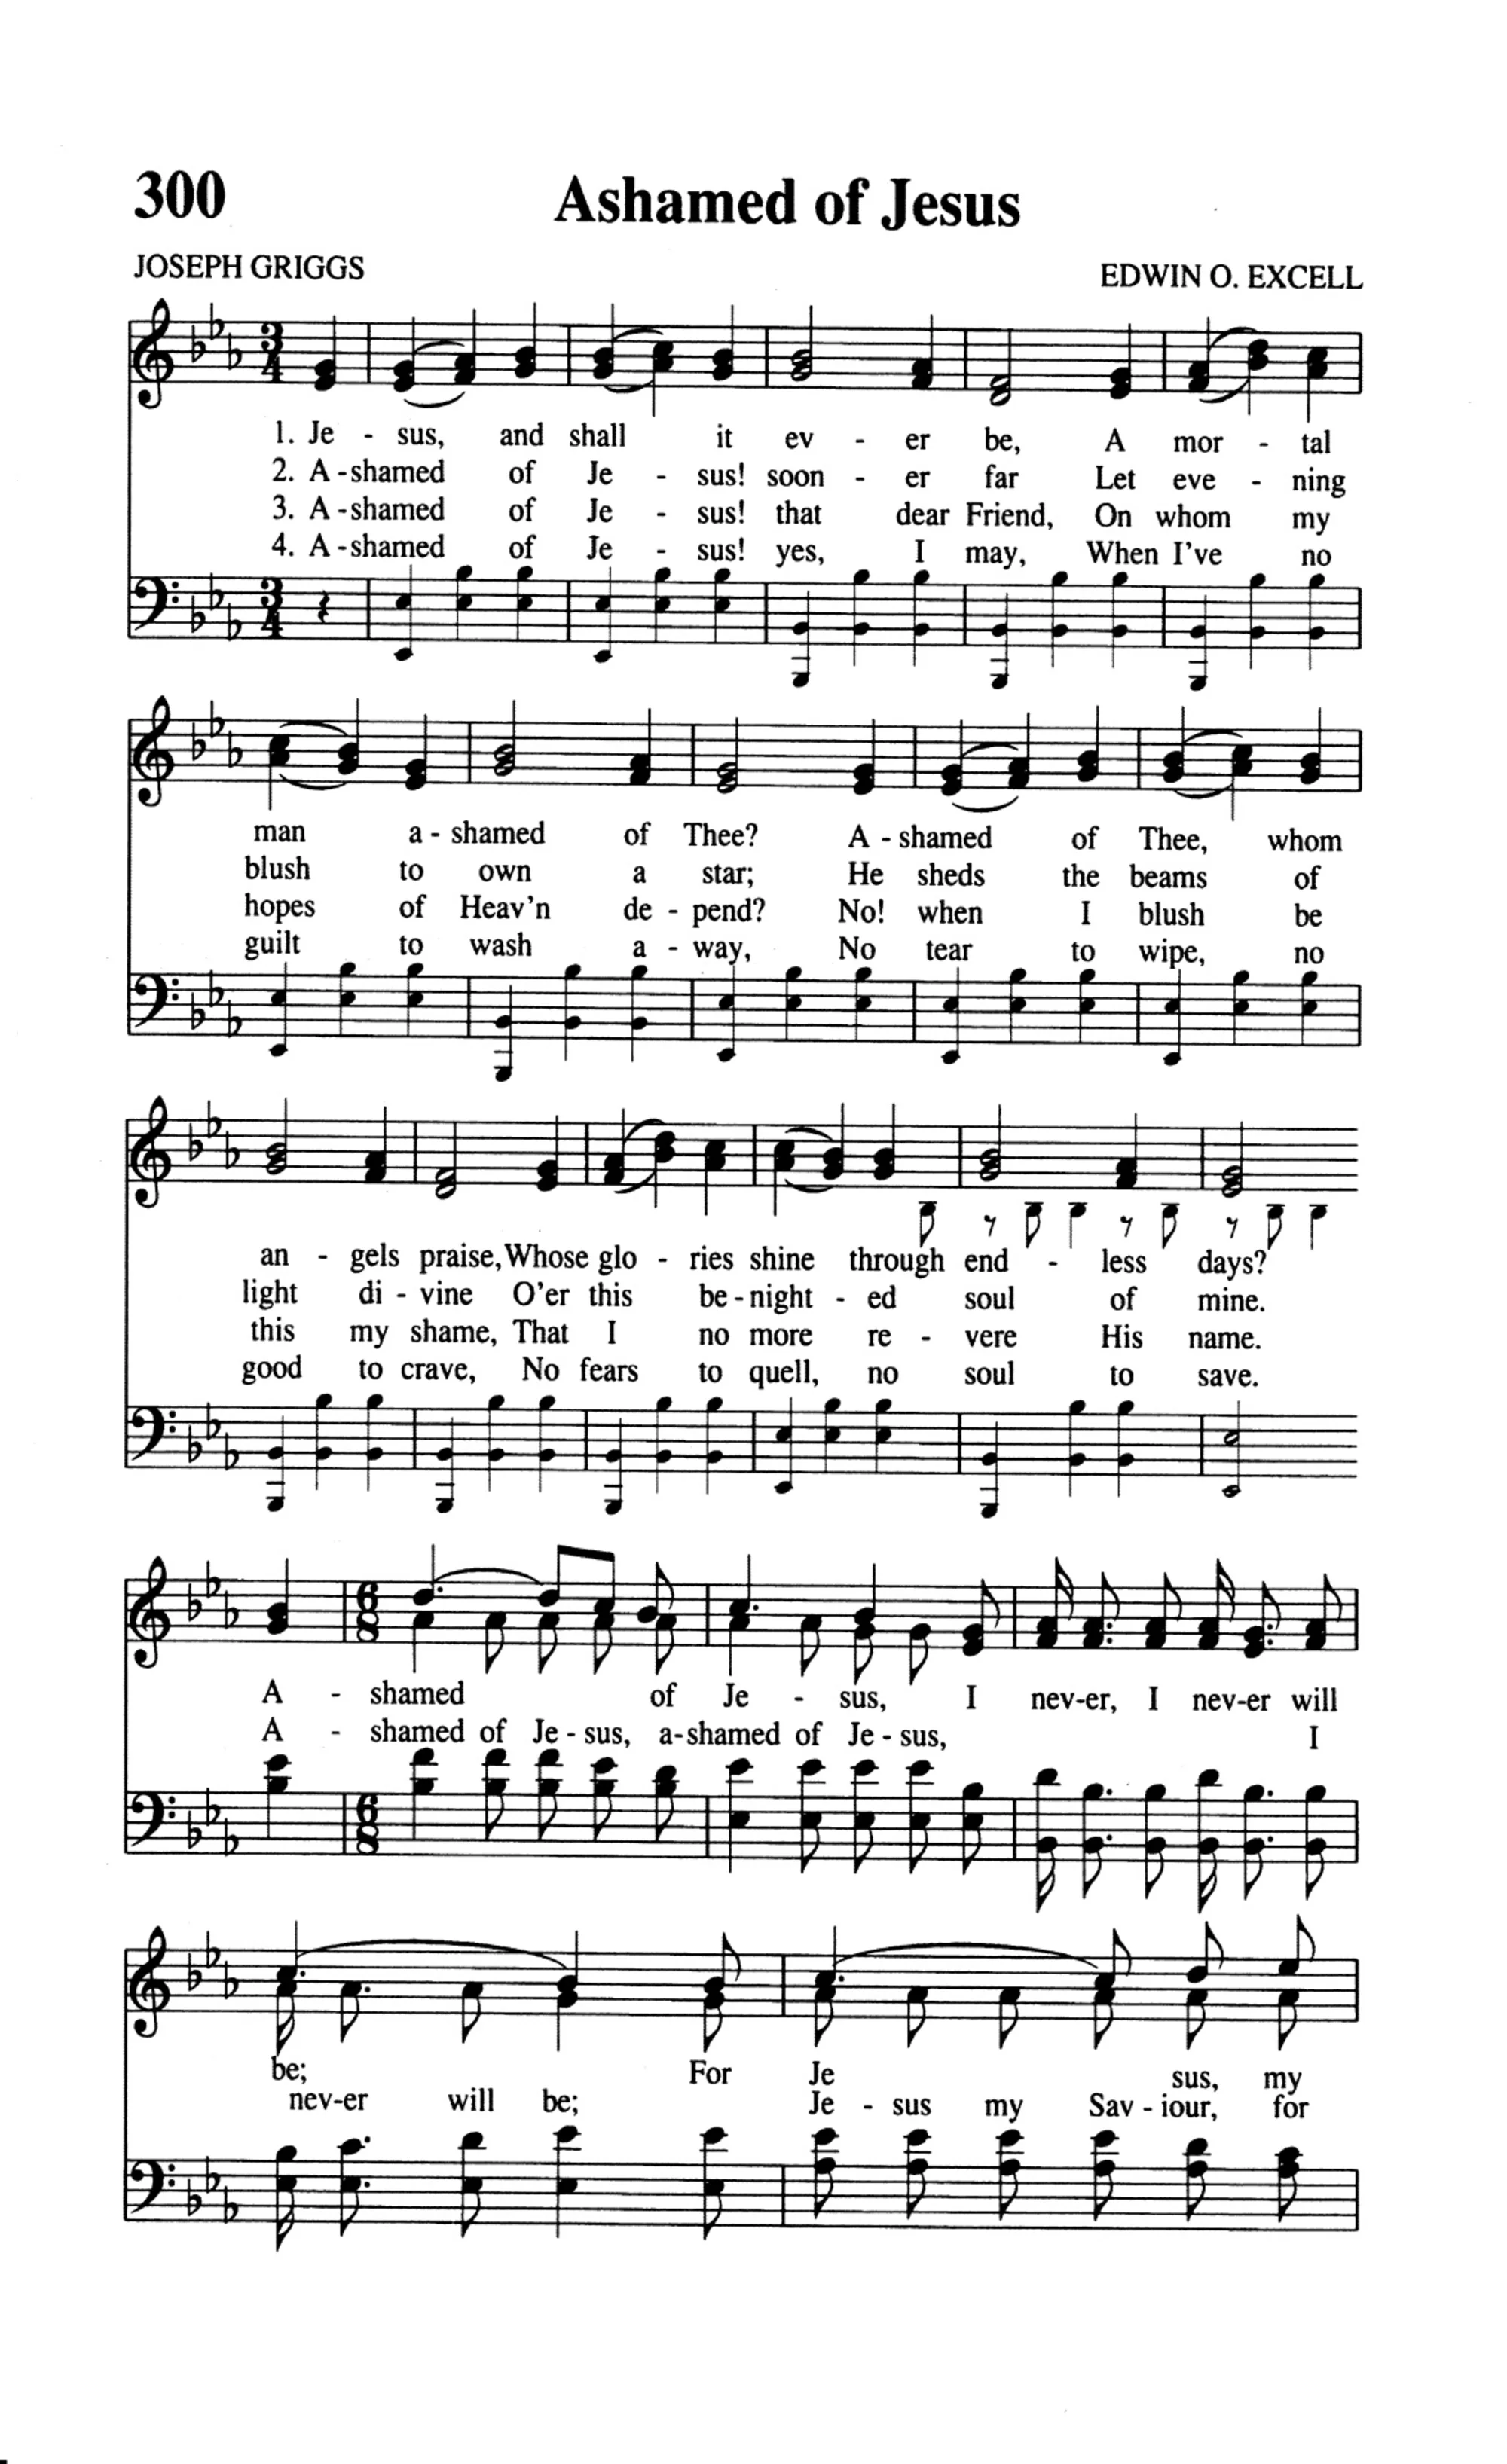 300 Ashamed of Jesus
JOSEPH GRIGGS EDWIN O. EXCELL
1. Je - sus, and shall it ev - er be, A mor - tal
2. A - shamed of Je - sus! soon - er far Let eve - ning
3. A - shamed of Je - sus! that dear Friend, On whom my
4. A - shamed of Je - sus! yes, I may, When I've no
man a - shamed of Thee? A - shamed of Thee, whom
blush to own a star; He sheds the beams of
hopes of Heav'n de - pend? No! when I blush be
guilt to wash a - way, No tear to wipe, no
an - gels praise, Whose glo - ries shine through end - less days?
light di - vine O'er this be - night - ed soul of mine.
this my shame, That I no more re - vere His name.
good to crave, No fears to quell, no soul to save.
A - shamed of Je - sus, I nev-er, I nev-er will
A - shamed of Je - sus, a-shamed of Je - sus, I
be; For Je sus, my
nev-er will be; Je - sus my Sav - iour, for